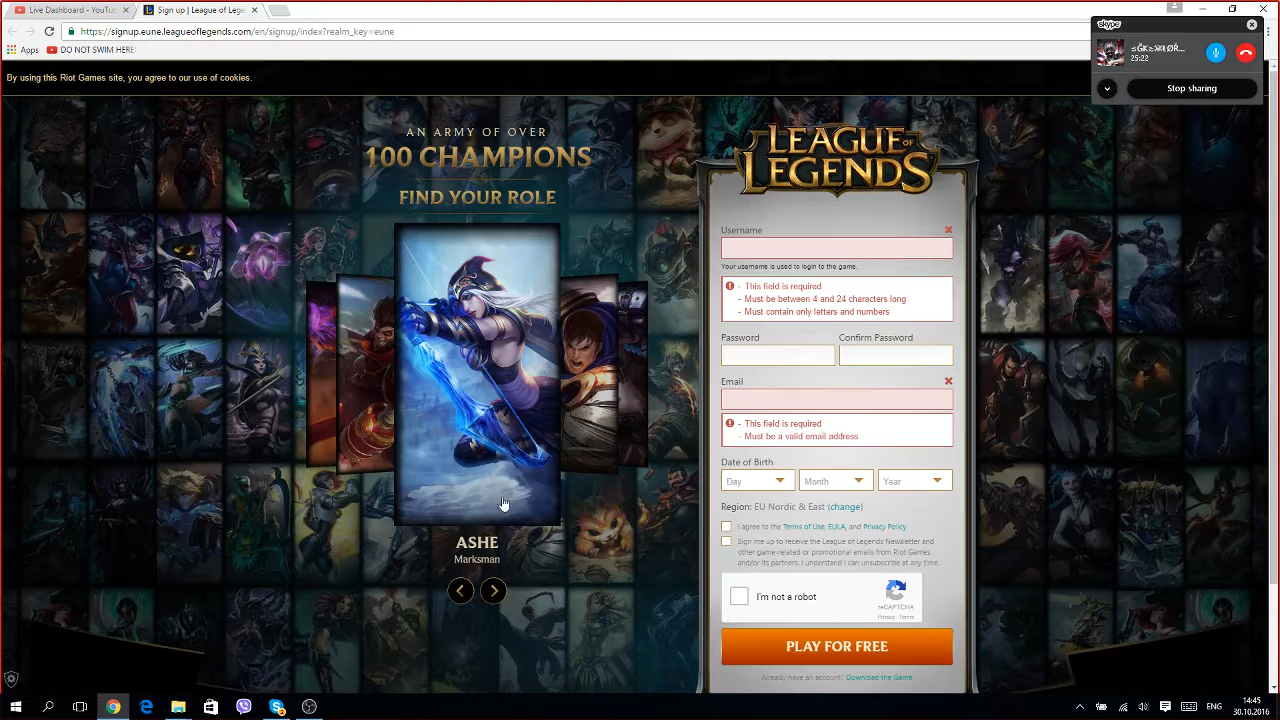 Live Dashboard - YouTu
Sign up | League of Lege
https://signup.eune.leagueoflegends.com/en/signup/index?realm_key=eune
Apps
DO NOT SWIM HERE!
skype
25:22
Stop sharing
By using this Riot Games site, you agree to our use of cookies.
AN ARMY OF OVER
100 CHAMPIONS
FIND YOUR ROLE
ASHE
Marksman
LEAGUE OF LEGENDS
Username
Your username is used to login to the game.
- This field is required
- Must be between 4 and 24 characters long
- Must contain only letters and numbers
Password Confirm Password
Email
- This field is required
- Must be a valid email address
Date of Birth
Day Month Year
Region: EU Nordic & East (change)
I agree to the Terms of Use, EULA, and Privacy Policy.
Sign me up to receive the League of Legends Newsletter and
other game-related or promotional emails from Riot Games
and/or its partners. I understand I can unsubscribe at any time.
I'm not a robot
reCAPTCHA
Privacy - Terms
PLAY FOR FREE
Already have an account? Download the Game
ENG
14:45
30.10.2016